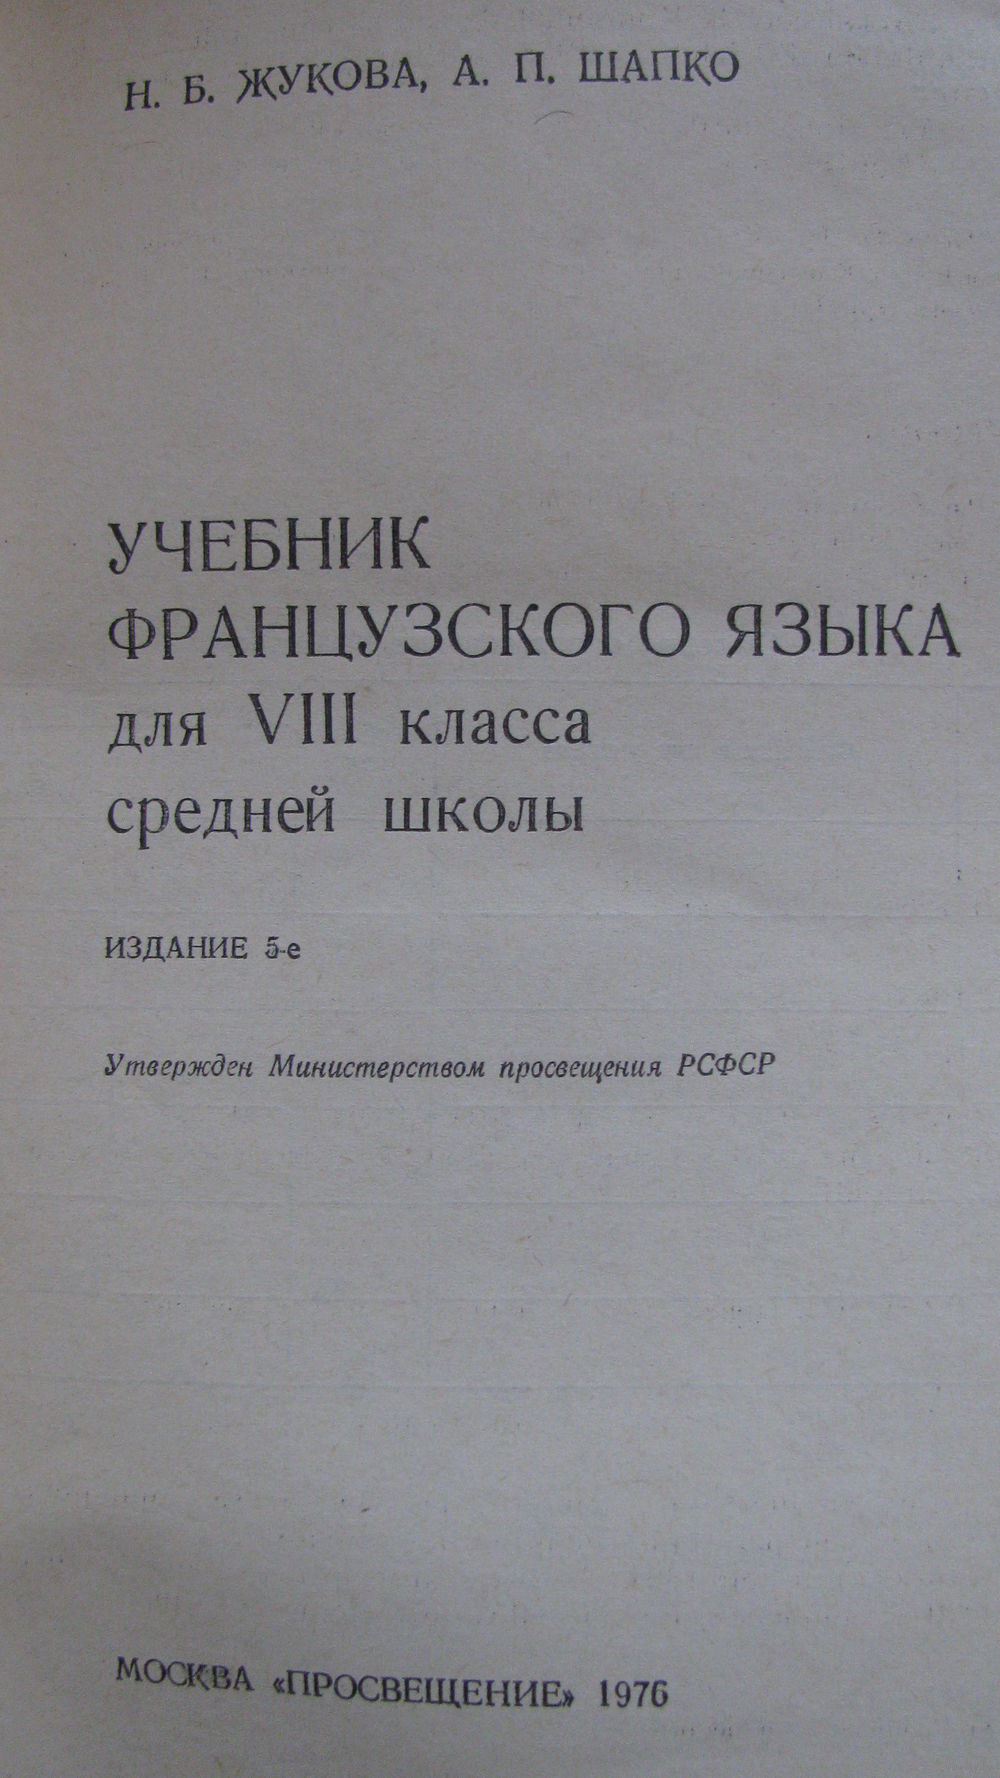 Н. Б. ЖУКОВА, А. П. ШАПКО
УЧЕБНИК
ФРАНЦУЗСКОГО ЯЗЫКА
для VIII класса
средней школы
ИЗДАНИЕ 5-е
Утвержден Министерством просвещения РСФСР
МОСКВА «ПРОСВЕЩЕНИЕ» 1976